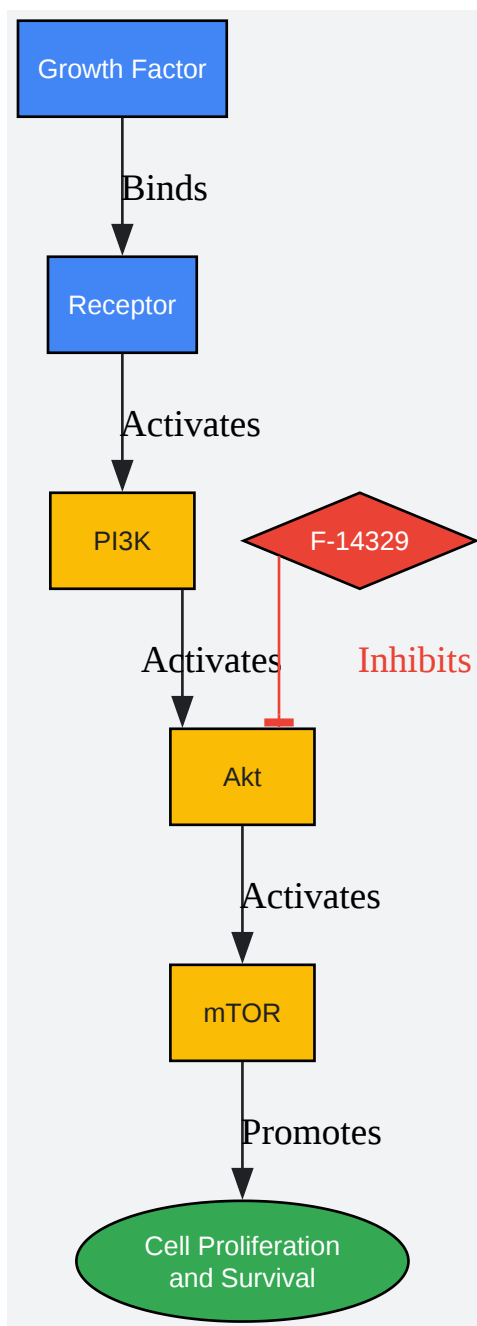 Growth Factor
Binds
Receptor
Activates
PI3K
F-14329
Activates
Inhibits
Akt
Activates
mTOR
Promotes
Cell Proliferation
and Survival